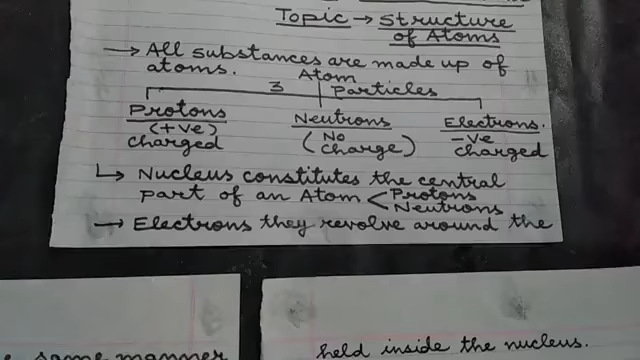 Topic → Structure
of Atoms
→ All substances are made up of
atoms.
Atom
3 Particles
Protons Neutrons Electrons.
(+ve) (No -ve
charged Charge) charged
↳ Nucleus constitutes the central
part of an Atom < Protons
Neutrons
→ Electrons they revolve around the
same manner
held inside the nucleus.